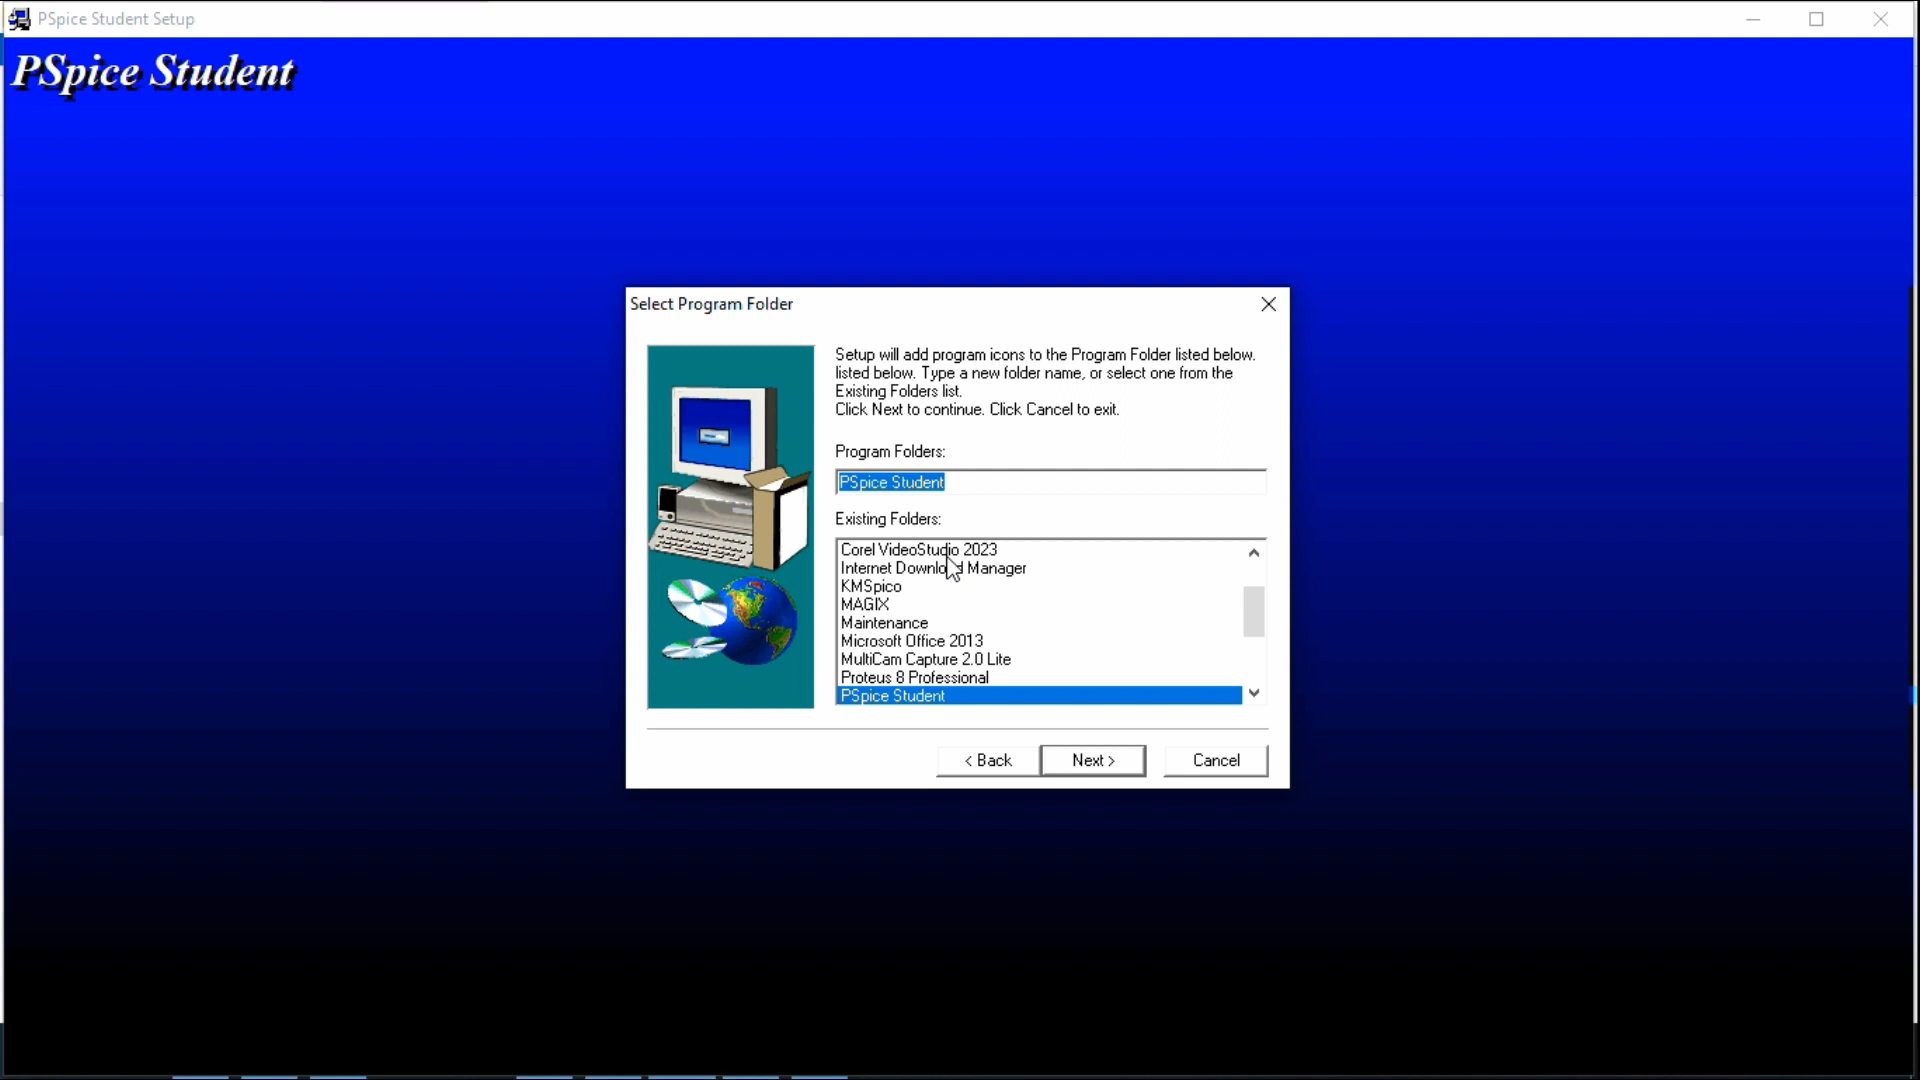 PSpice Student Setup
PSpice Student
Select Program Folder
Setup will add program icons to the Program Folder listed below.
listed below. Type a new folder name, or select one from the
Existing Folders list.
Click Next to continue. Click Cancel to exit.
Program Folders:
PSpice Student
Existing Folders:
Corel VideoStudio 2023
Internet Download Manager
KMSpico
MAGIX
Maintenance
Microsoft Office 2013
MultiCam Capture 2.0 Lite
Proteus 8 Professional
PSpice Student
< Back
Next >
Cancel